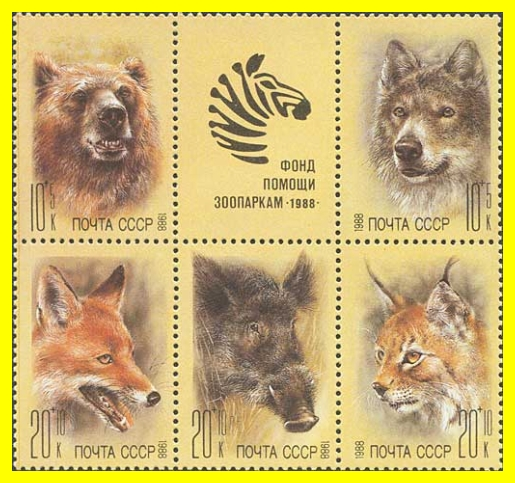 10+5 К
ПОЧТА СССР
1988
ФОНД
ПОМОЩИ
ЗООПАРКАМ ·1988·
1988
10+5 К
ПОЧТА СССР
20+10 К
ПОЧТА СССР
1988
20+10 К
ПОЧТА СССР
1988
20+10 К
ПОЧТА СССР